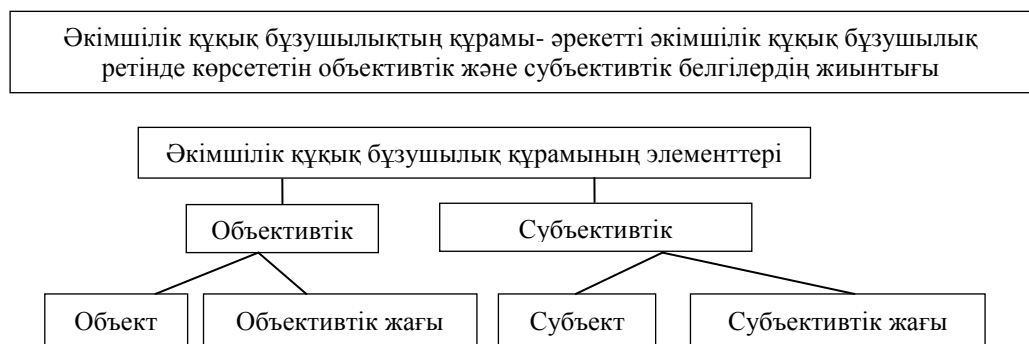 Әкімшілік құқық бұзушылықтың құрамы- әрекетті әкімшілік құқық бұзушылық
ретінде көрсететін объективтік және субъективтік белгілердің жиынтығы
Әкімшілік құқық бұзушылық құрамының элементтері
Объективтік
Субъективтік
Объект
Объективтік жағы
Субъект
Субъективтік жағы